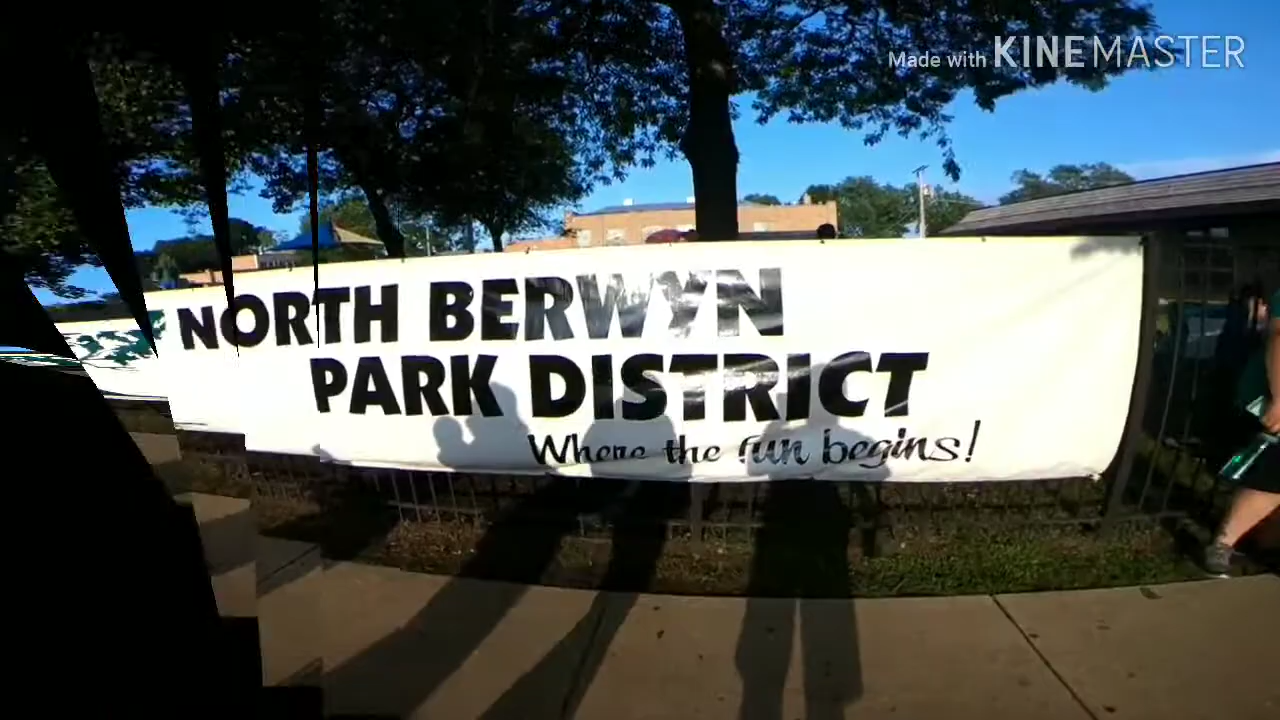 Made with KINEMASTER
NORTH BERWYN
PARK DISTRICT
Where the fun begins!